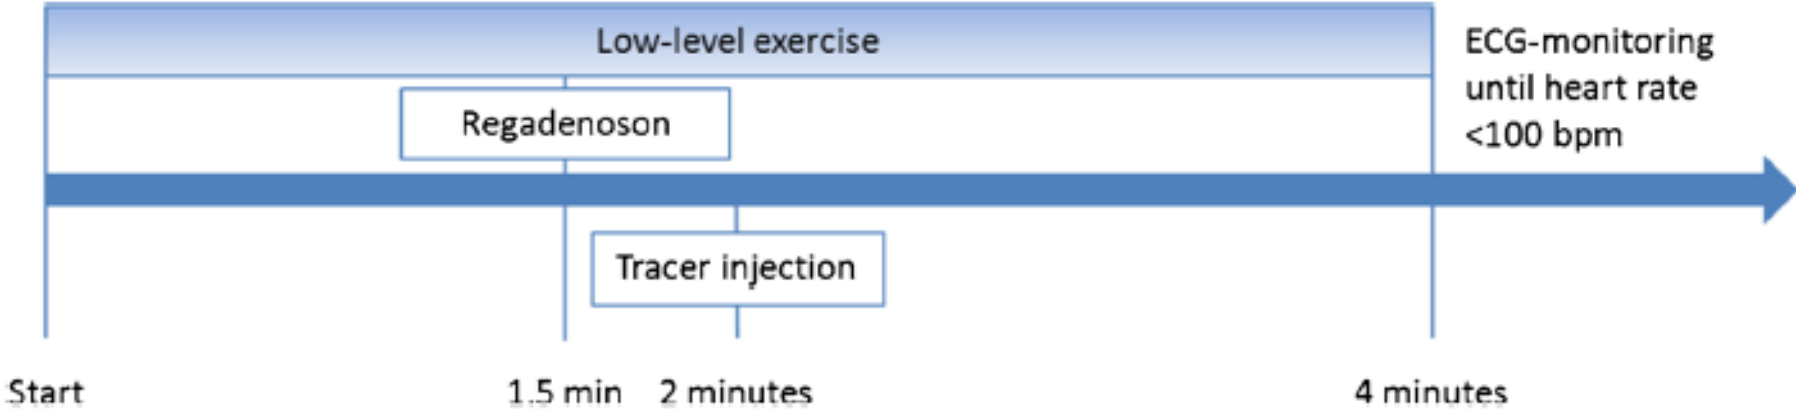 Low-level exercise
ECG-monitoring
until heart rate
<100 bpm
Regadenoson
Tracer injection
Start
1.5 min
2 minutes
4 minutes